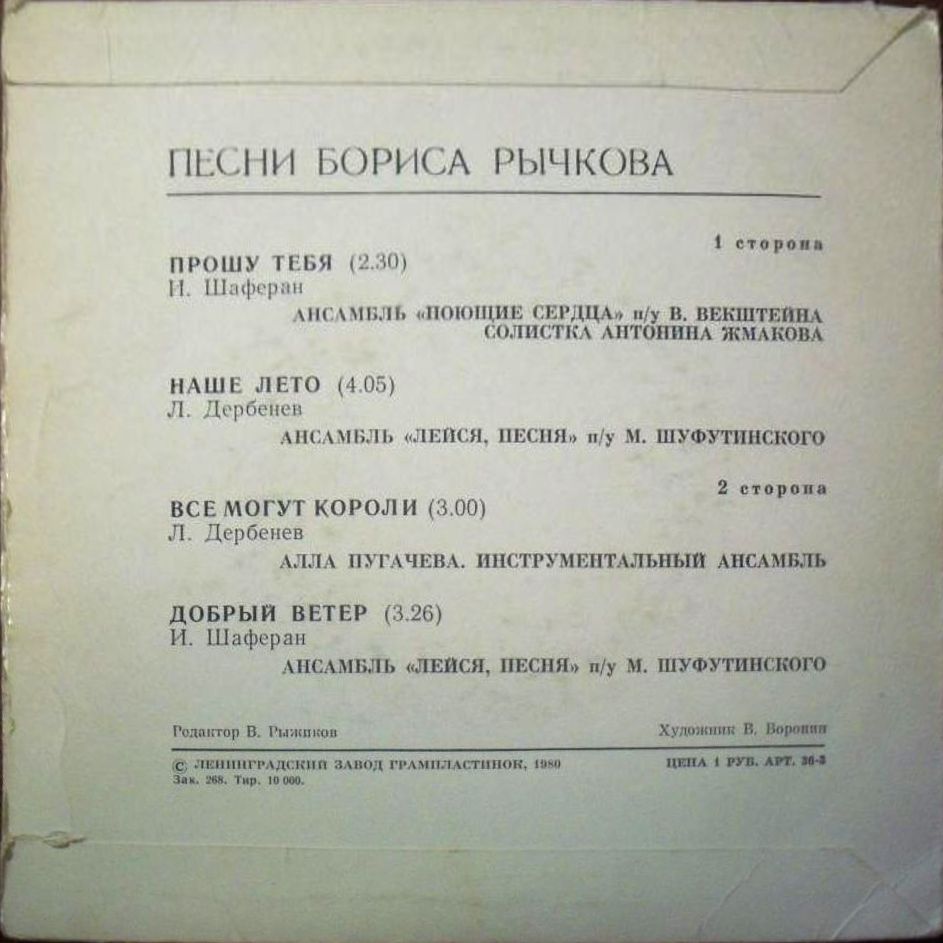 ПЕСНИ БОРИСА РЫЧКОВА
1 сторона
ПРОШУ ТЕБЯ (2.30)
И. Шаферан
АНСАМБЛЬ «ПОЮЩИЕ СЕРДЦА» п/у В. ВЕКШТЕЙНА
СОЛИСТКА АНТОНИНА ЖМАКОВА
НАШЕ ЛЕТО (4.05)
Л. Дербенев
АНСАМБЛЬ «ЛЕЙСЯ, ПЕСНЯ» п/у М. ШУФУТИНСКОГО
2 сторона
ВСЕ МОГУТ КОРОЛИ (3.00)
Л. Дербенев
АЛЛА ПУГАЧЕВА. ИНСТРУМЕНТАЛЬНЫЙ АНСАМБЛЬ
ДОБРЫЙ ВЕТЕР (3.26)
И. Шаферан
АНСАМБЛЬ «ЛЕЙСЯ, ПЕСНЯ» п/у М. ШУФУТИНСКОГО
Редактор В. Рыжиков Художник В. Воронин
© ЛЕНИНГРАДСКИЙ ЗАВОД ГРАМПЛАСТИНОК, 1980 ЦЕНА 1 РУБ. АРТ. 36-3
Зак. 268. Тир. 10 000.